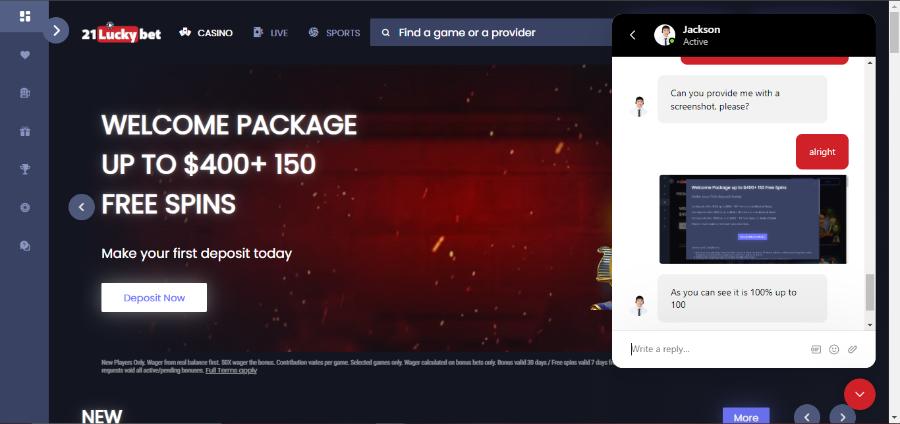 21 Lucky bet
CASINO
LIVE
SPORTS
Find a game or a provider
WELCOME PACKAGE
UP TO $400+ 150
FREE SPINS
Make your first deposit today
Deposit Now
New Players Only. Wager from real balance first. 50X wager the bonus. Contribution varies per game. Selected games only. Wager calculated on bonus bets only. Bonus valid 30 days / Free spins valid 7 days
requests void all active/pending bonuses. Full Terms apply
NEW
More
Jackson
Active
Can you provide me with a
screenshot, please?
alright
Welcome Package up to $400+ 150 Free Spins
As you can see it is 100% up to
100
Write a reply...